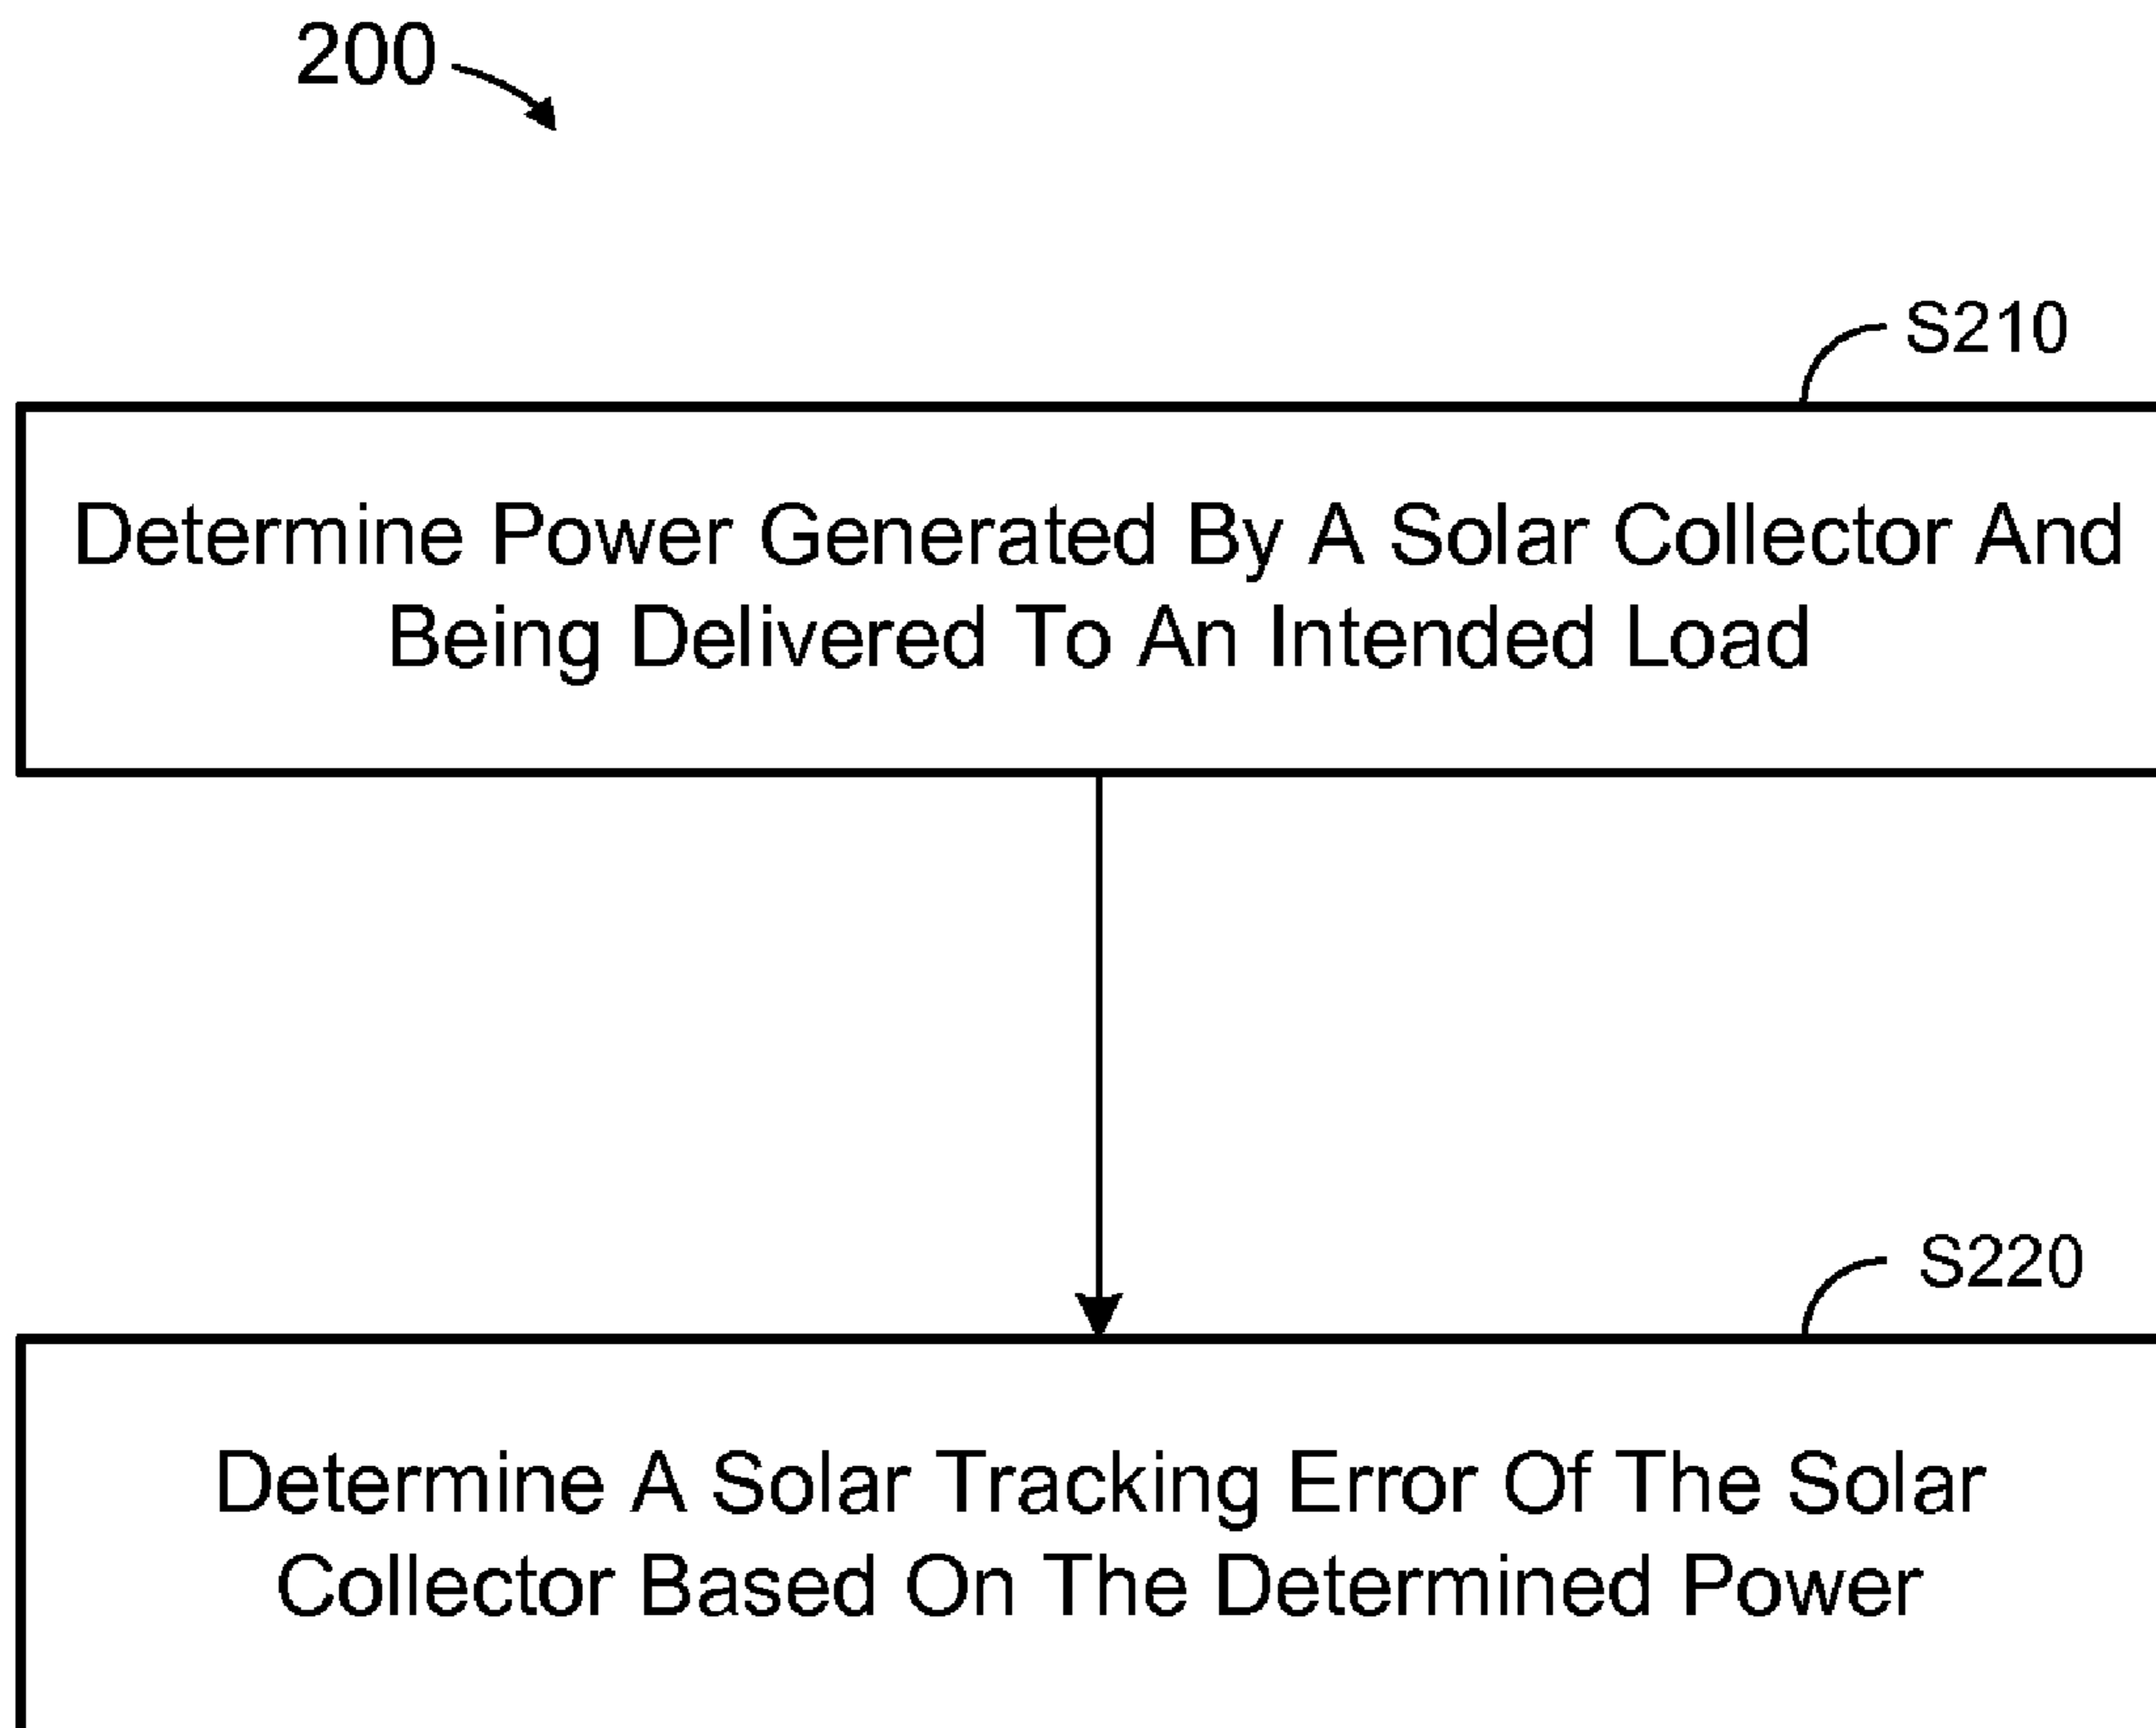 200
S210
Determine Power Generated By A Solar Collector And
Being Delivered To An Intended Load
S220
Determine A Solar Tracking Error Of The Solar
Collector Based On The Determined Power